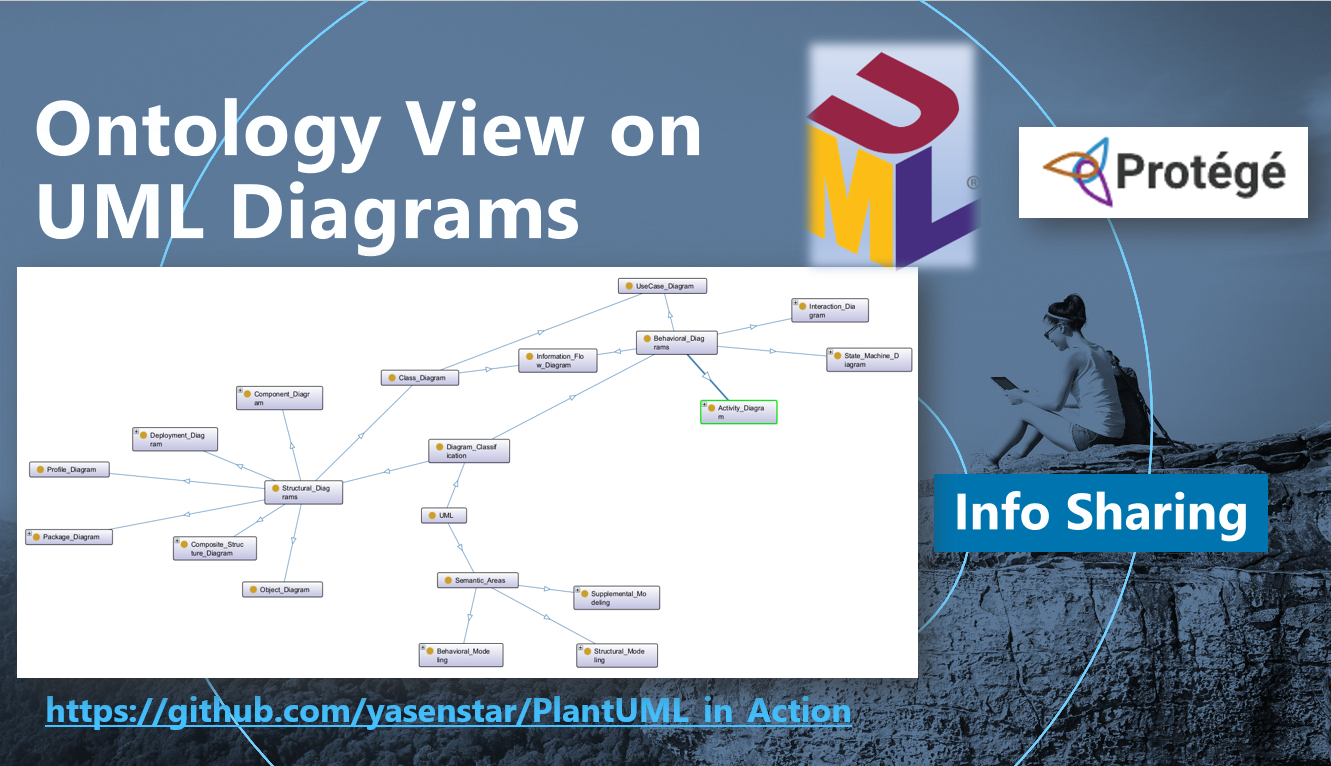 Ontology View on
UML Diagrams
UML
®
Protégé
UseCase_Diagram
Interaction_Dia
gram
Behavioral_Diag
rams
Information_Flo
w_Diagram
State_Machine_D
iagram
Class_Diagram
Component_Diagr
am
Activity_Diagra
m
Deployment_Diag
ram
Diagram_Classif
ication
Profile_Diagram
Structural_Diag
rams
UML
Package_Diagram
Composite_Struc
ture_Diagram
Object_Diagram
Semantic_Areas
Supplemental_Mo
deling
Behavioral_Mode
ling
Structural_Mode
ling
Info Sharing
https://github.com/yasenstar/PlantUML_in_Action